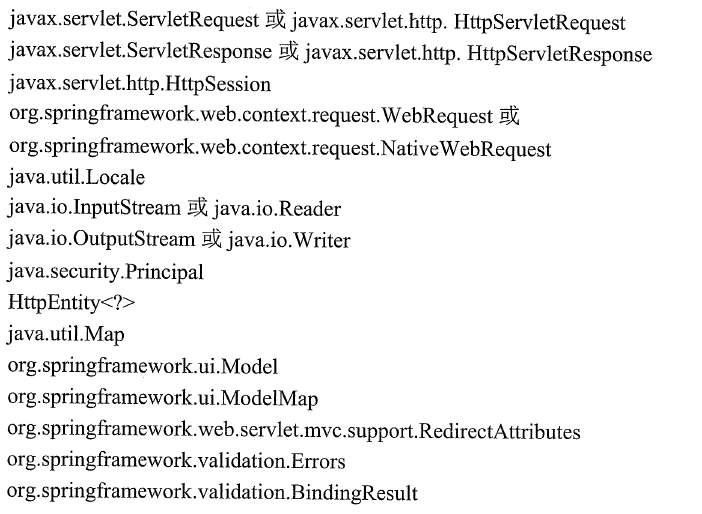 javax.servlet.ServletRequest 或 javax.servlet.http. HttpServletRequest
javax.servlet.ServletResponse 或 javax.servlet.http. HttpServletResponse
javax.servlet.http.HttpSession
org.springframework.web.context.request.WebRequest 或
org.springframework.web.context.request.NativeWebRequest
java.util.Locale
java.io.InputStream 或 java.io.Reader
java.io.OutputStream 或 java.io.Writer
java.security.Principal
HttpEntity<?>
java.util.Map
org.springframework.ui.Model
org.springframework.ui.ModelMap
org.springframework.web.servlet.mvc.support.RedirectAttributes
org.springframework.validation.Errors
org.springframework.validation.BindingResult